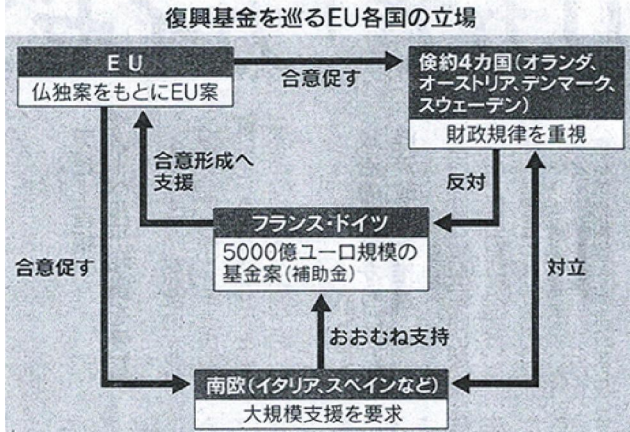 復興基金を巡るEU各国の立場
EU
仏独案をもとにEU案
合意促す
倹約4カ国(オランダ、
オーストリア、デンマーク、
スウェーデン)
財政規律を重視
合意形成へ
支援
反対
フランス・ドイツ
5000億ユーロ規模の
基金案(補助金)
合意促す
対立
おおむね支持
南欧(イタリア、スペインなど)
大規模支援を要求